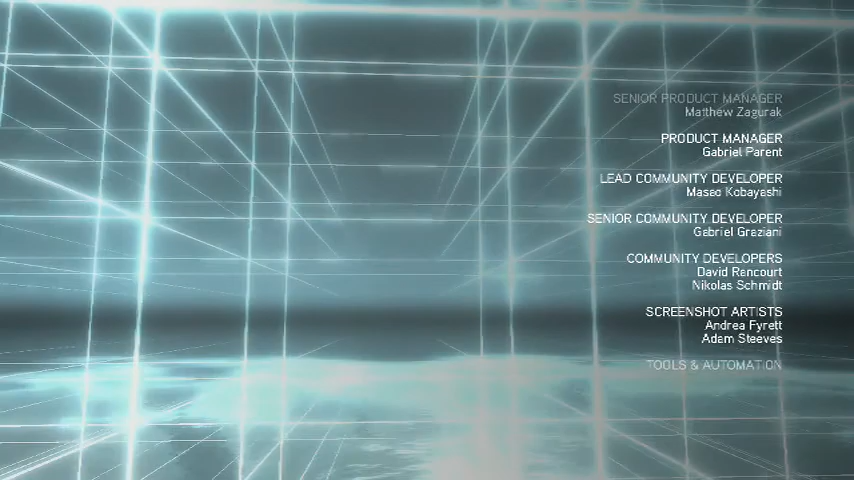 SENIOR PRODUCT MANAGER
Matthew Zagurak
PRODUCT MANAGER
Gabriel Parent
LEAD COMMUNITY DEVELOPER
Maseo Kobayashi
SENIOR COMMUNITY DEVELOPER
Gabriel Graziani
COMMUNITY DEVELOPERS
David Rancourt
Nikolas Schmidt
SCREENSHOT ARTISTS
Andrea Fyrett
Adam Steeves
TOOLS & AUTOMATION